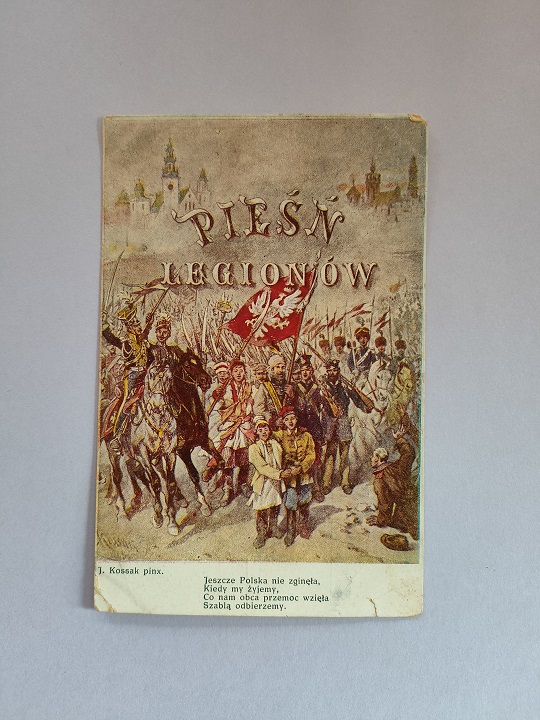 PIEŚŃ
LEGIONÓW
J. Kossak pinx.
Jeszcze Polska nie zginęła,
Kiedy my żyjemy,
Co nam obca przemoc wzięła
Szablą odbierzemy.